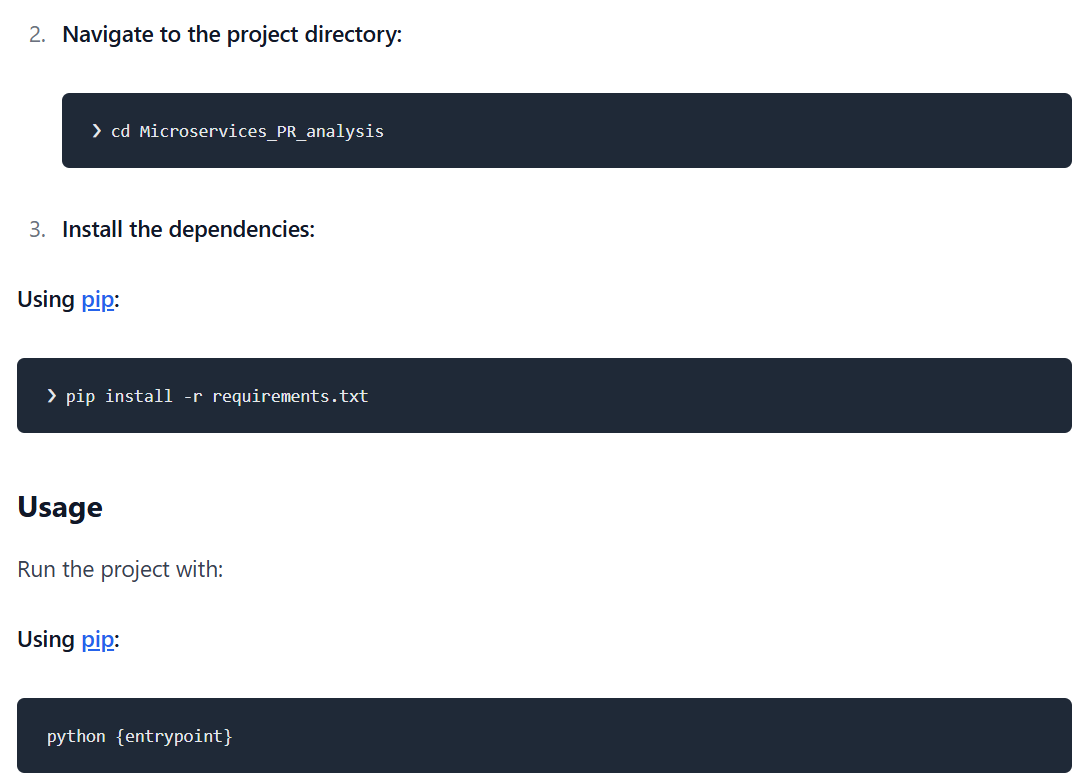 2. Navigate to the project directory:
❯ cd Microservices_PR_analysis
3. Install the dependencies:
Using pip:
❯ pip install -r requirements.txt
Usage
Run the project with:
Using pip:
python {entrypoint}